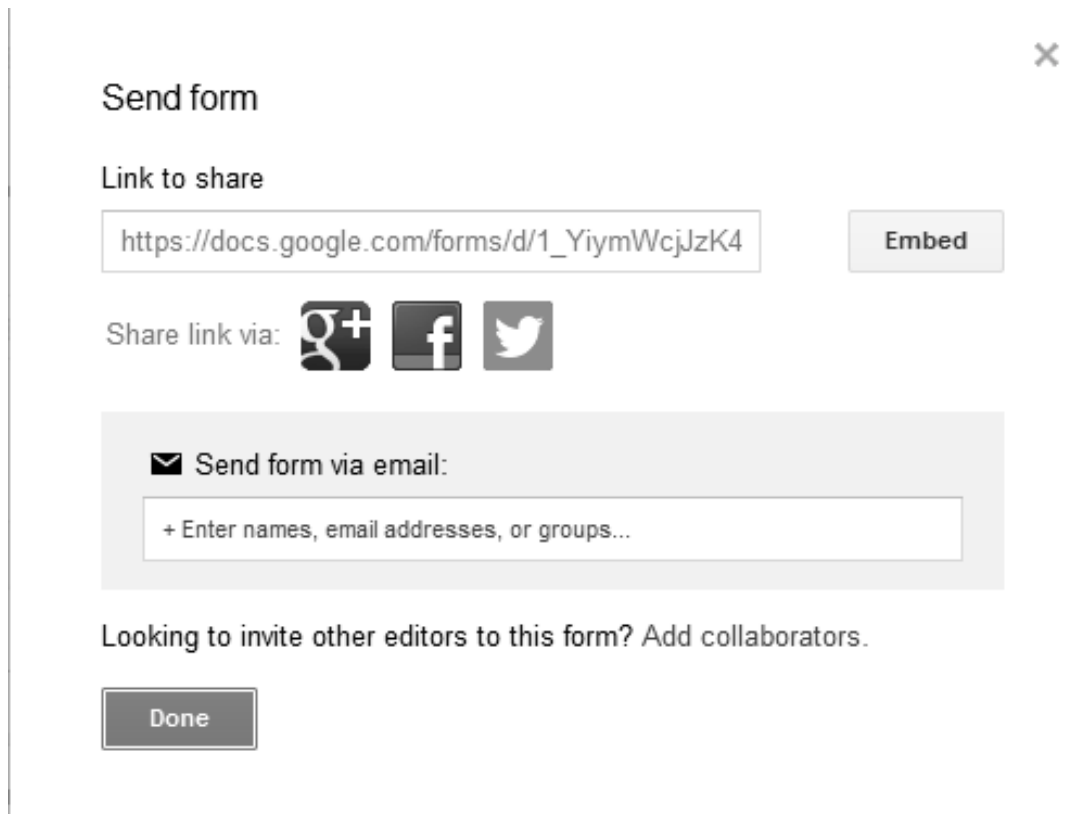 Send form
Link to share
https://docs.google.com/forms/d/1_YiymWcjJzK4
Embed
Share link via: g+ f
Send form via email:
+ Enter names, email addresses, or groups...
Looking to invite other editors to this form? Add collaborators.
Done